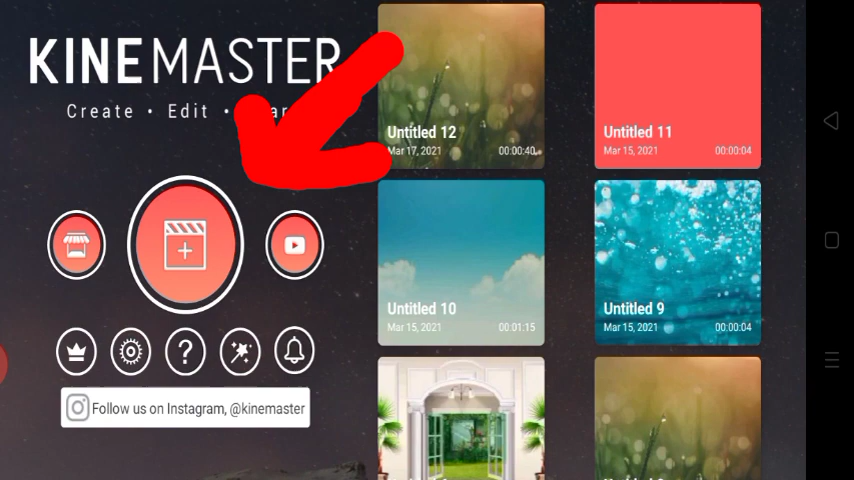 KINEMASTER
Create • Edit •
Untitled 12
Mar 17, 2021 00:00:40
Untitled 11
Mar 15, 2021 00:00:04
Untitled 10
Mar 15, 2021 00:01:15
Untitled 9
Mar 15, 2021 00:00:04
Follow us on Instagram, @kinemaster